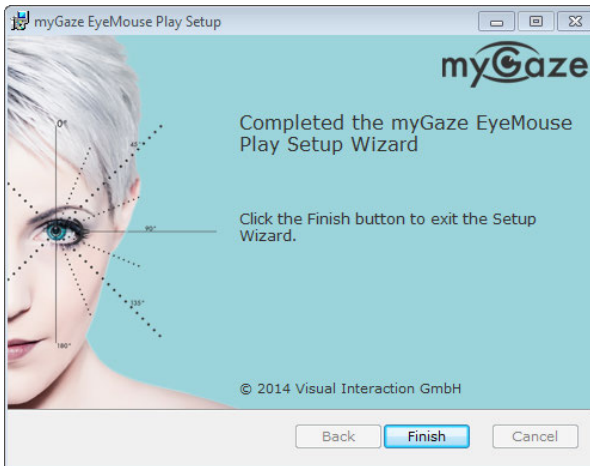 myGaze EyeMouse Play Setup
myGaze
Completed the myGaze EyeMouse
Play Setup Wizard
0°
45°
90°
135°
180°
Click the Finish button to exit the Setup
Wizard.
© 2014 Visual Interaction GmbH
Back Finish Cancel